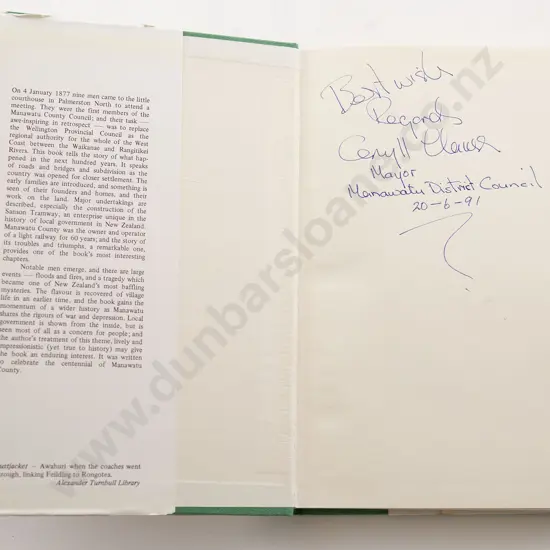 On 4 January 1877 nine men came to the little
courthouse in Palmerston North to attend a
meeting. They were the first members of the
Manawatu County Council; and their task —
awe-inspiring in retrospect — was to replace
the Wellington Provincial Council as the
regional authority for the whole of the West
Coast between the Waikanae and Rangitikei
Rivers. This book tells the story of what hap-
pened in the next hundred years. It speaks
of roads and bridges and subdivision as the
country was opened for closer settlement. The
early families are introduced, and something is
seen of their founders and homes, and their
work on the land. Major undertakings are
described, especially the construction of the
Sanson Tramway, an enterprise unique in the
history of local government in New Zealand.
Manawatu County was the owner and operator
of a light railway for 60 years; and the story of
its troubles and triumphs, a remarkable one,
provides one of the book's most interesting
chapters.
Notable men emerge, and there are large
events — floods and fires, and a tragedy which
became one of New Zealand's most baffling
mysteries. The flavour is recovered of village
life in an earlier time, and the book gains the
momentum of a wider history as Manawatu
shares the rigours of war and depression. Local
government is shown from the inside, but is
seen most of all as a concern for people; and
the author's treatment of this theme, lively and
impressionistic (yet true to history) may give
the book an enduring interest. It was written
to celebrate the centennial of Manawatu
County.
— Awahuri when the coaches went
through, linking Feilding to Rongotea.
Alexander Turnbull Library
Best wish
Regards
Mayor
Manawatu District Council
20-6-91
www.dunbarsloane.co.nz